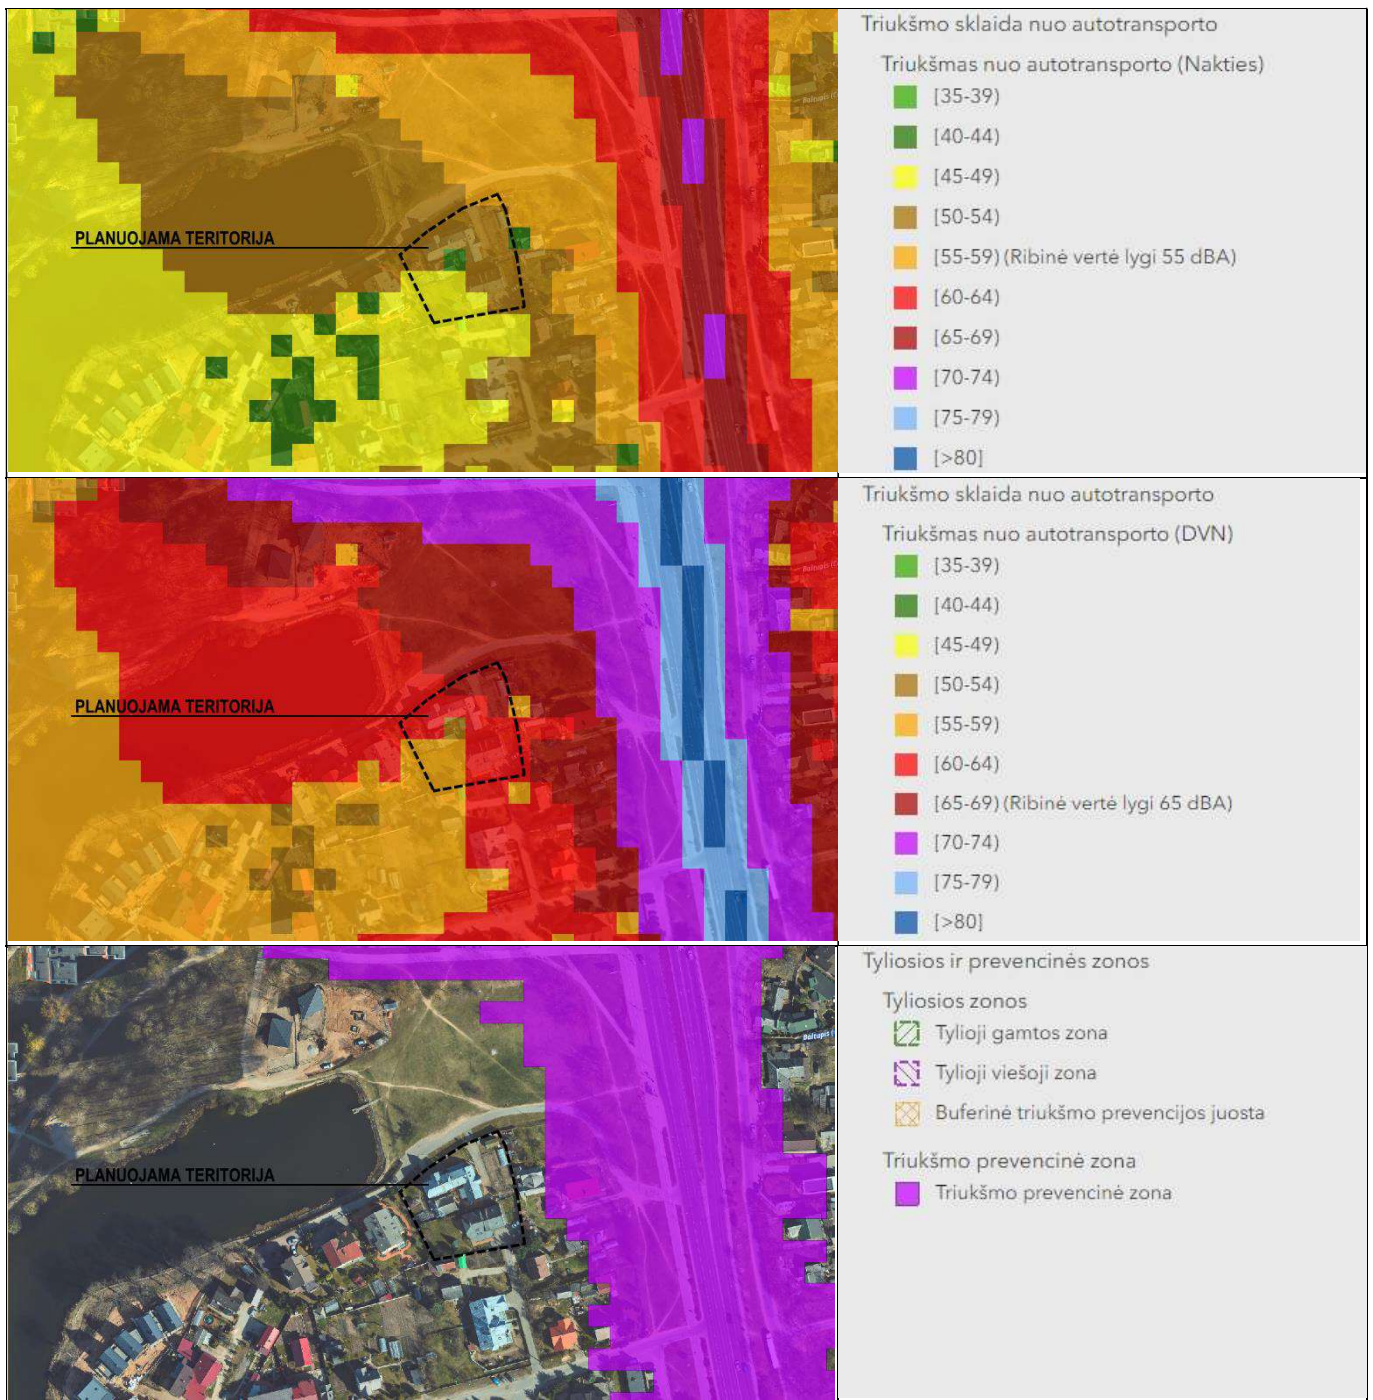 Triukšmo sklaida nuo autotransporto
Triukšmas nuo autotransporto (Nakties)
[35-39)
[40-44)
[45-49)
[50-54)
[55-59) (Ribinė vertė lygi 55 dBA)
[60-64)
[65-69)
[70-74)
[75-79)
[>80]
PLANUOJAMA TERITORIJA
Triukšmo sklaida nuo autotransporto
Triukšmas nuo autotransporto (DVN)
[35-39)
[40-44)
[45-49)
[50-54)
[55-59)
[60-64)
[65-69) (Ribinė vertė lygi 65 dBA)
[70-74)
[75-79)
[>80]
PLANUOJAMA TERITORIJA
Tyliosios ir prevencinės zonos
Tyliosios zonos
Tylioji gamtos zona
Tylioji viešoji zona
Buferinė triukšmo prevencijos juosta
Triukšmo prevencinė zona
Triukšmo prevencinė zona
PLANUOJAMA TERITORIJA